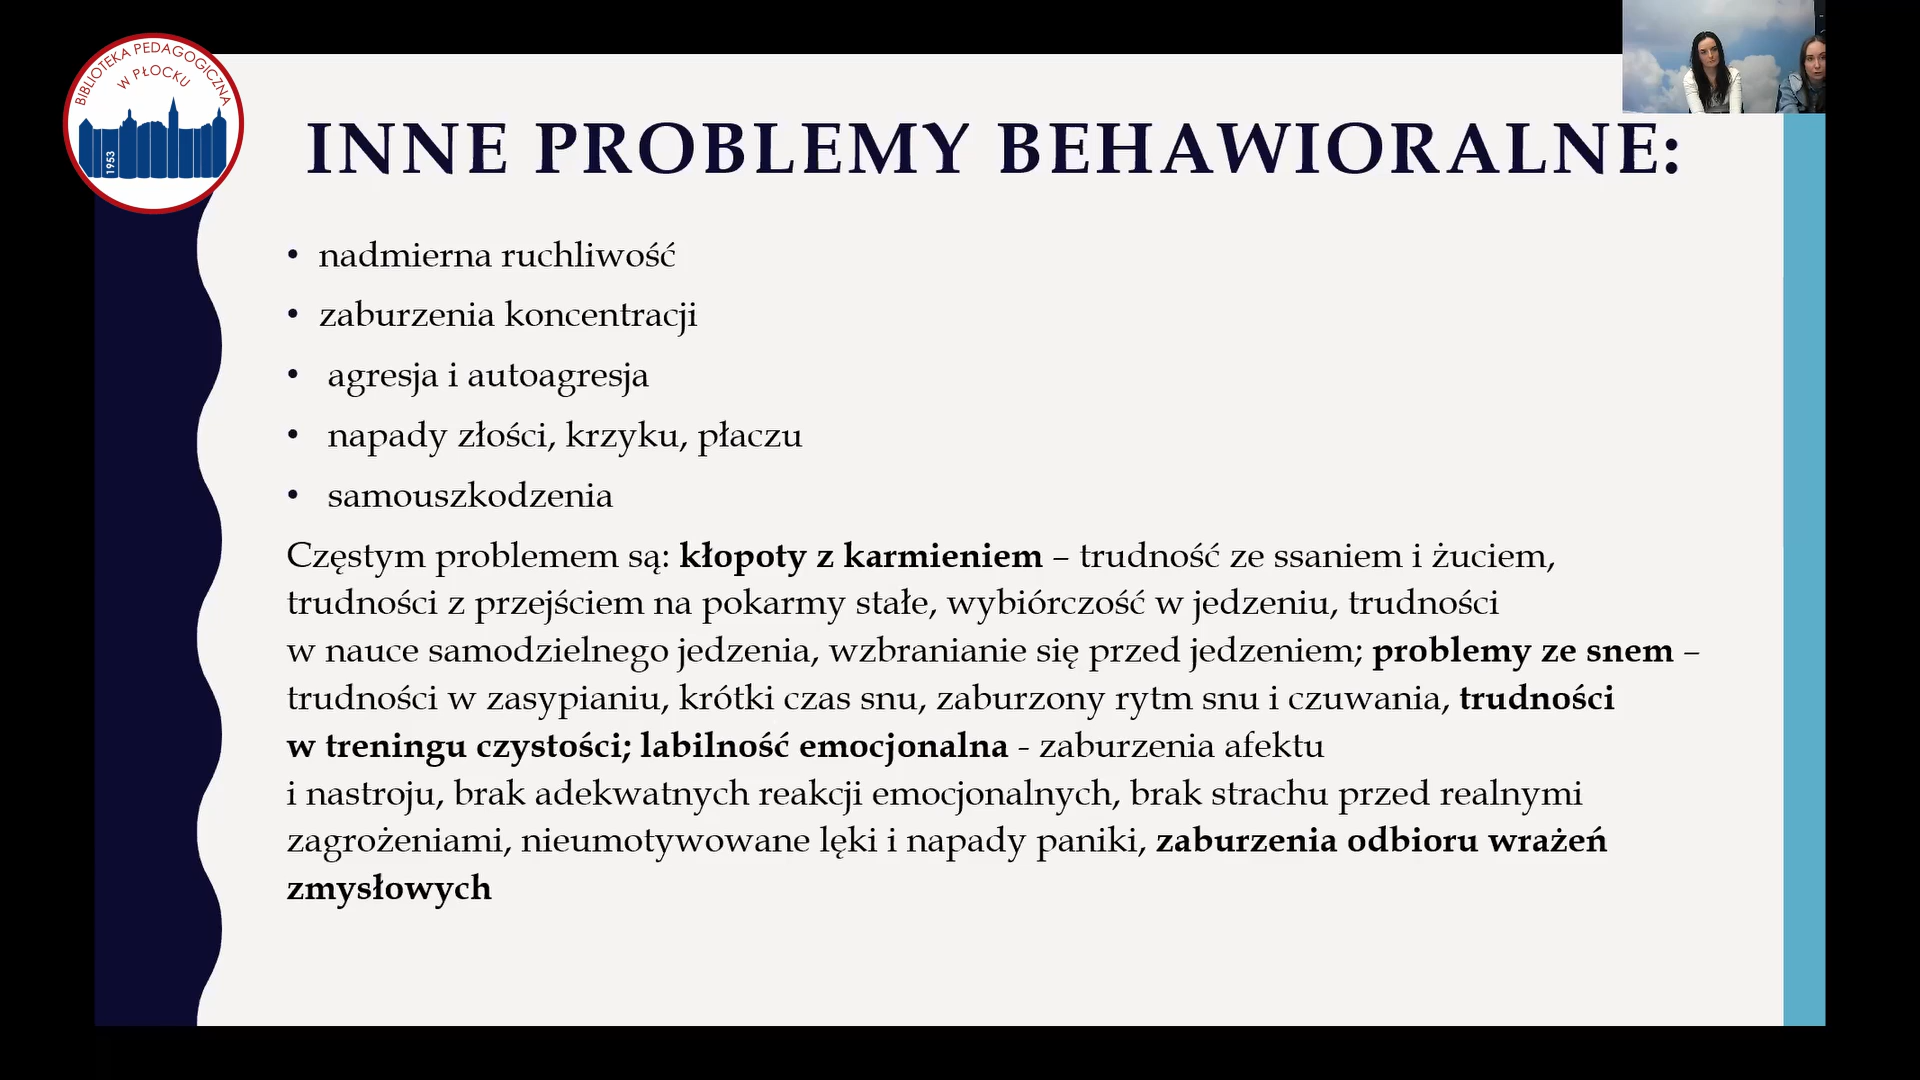 BIBLIOTEKA PEDAGOGICZNA
W PŁOCKU
1953
INNE PROBLEMY BEHAWIORALNE:
• nadmierna ruchliwość
• zaburzenia koncentracji
• agresja i autoagresja
• napady złości, krzyku, płaczu
• samouszkodzenia
Częstym problemem są: kłopoty z karmieniem – trudność ze ssaniem i żuciem,
trudności z przejściem na pokarmy stałe, wybiórczość w jedzeniu, trudności
w nauce samodzielnego jedzenia, wzbranianie się przed jedzeniem; problemy ze snem –
trudności w zasypianiu, krótki czas snu, zaburzony rytm snu i czuwania, trudności
w treningu czystości; labilność emocjonalna - zaburzenia afektu
i nastroju, brak adekwatnych reakcji emocjonalnych, brak strachu przed realnymi
zagrożeniami, nieumotywowane lęki i napady paniki, zaburzenia odbioru wrażeń
zmysłowych